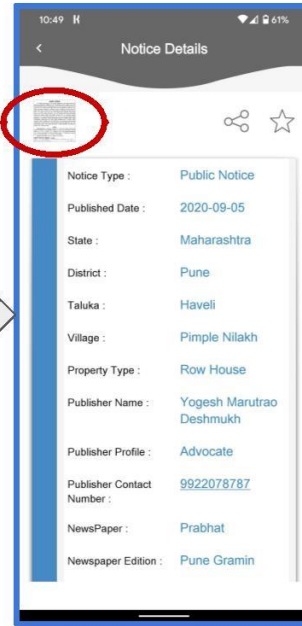 10:49
61%
Notice Details
Notice Type : Public Notice
Published Date : 2020-09-05
State : Maharashtra
District : Pune
Taluka : Haveli
Village : Pimple Nilakh
Property Type : Row House
Publisher Name : Yogesh Marutrao
Deshmukh
Publisher Profile : Advocate
Publisher Contact 9922078787
Number :
NewsPaper : Prabhat
Newspaper Edition : Pune Gramin